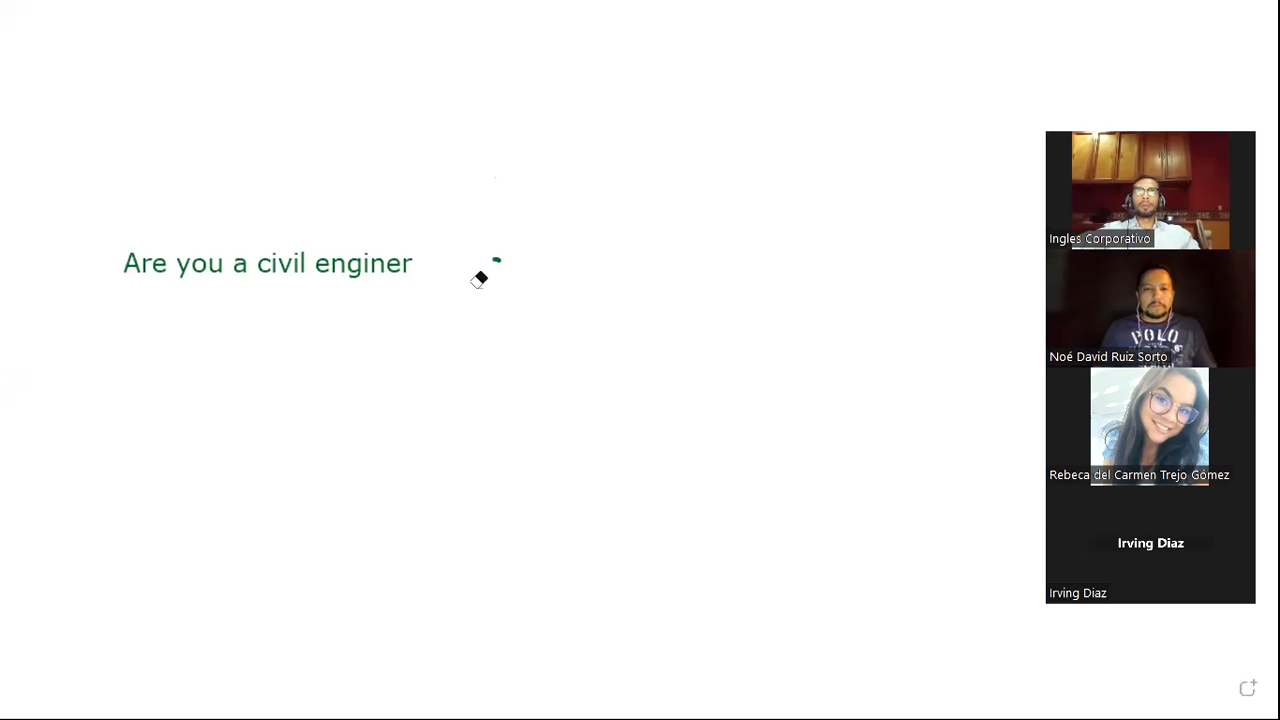 Are you a civil enginer
Ingles Corporativo
POLO
Noé David Ruiz Sorto
Rebeca del Carmen Trejo Gómez
Irving Diaz
Irving Diaz